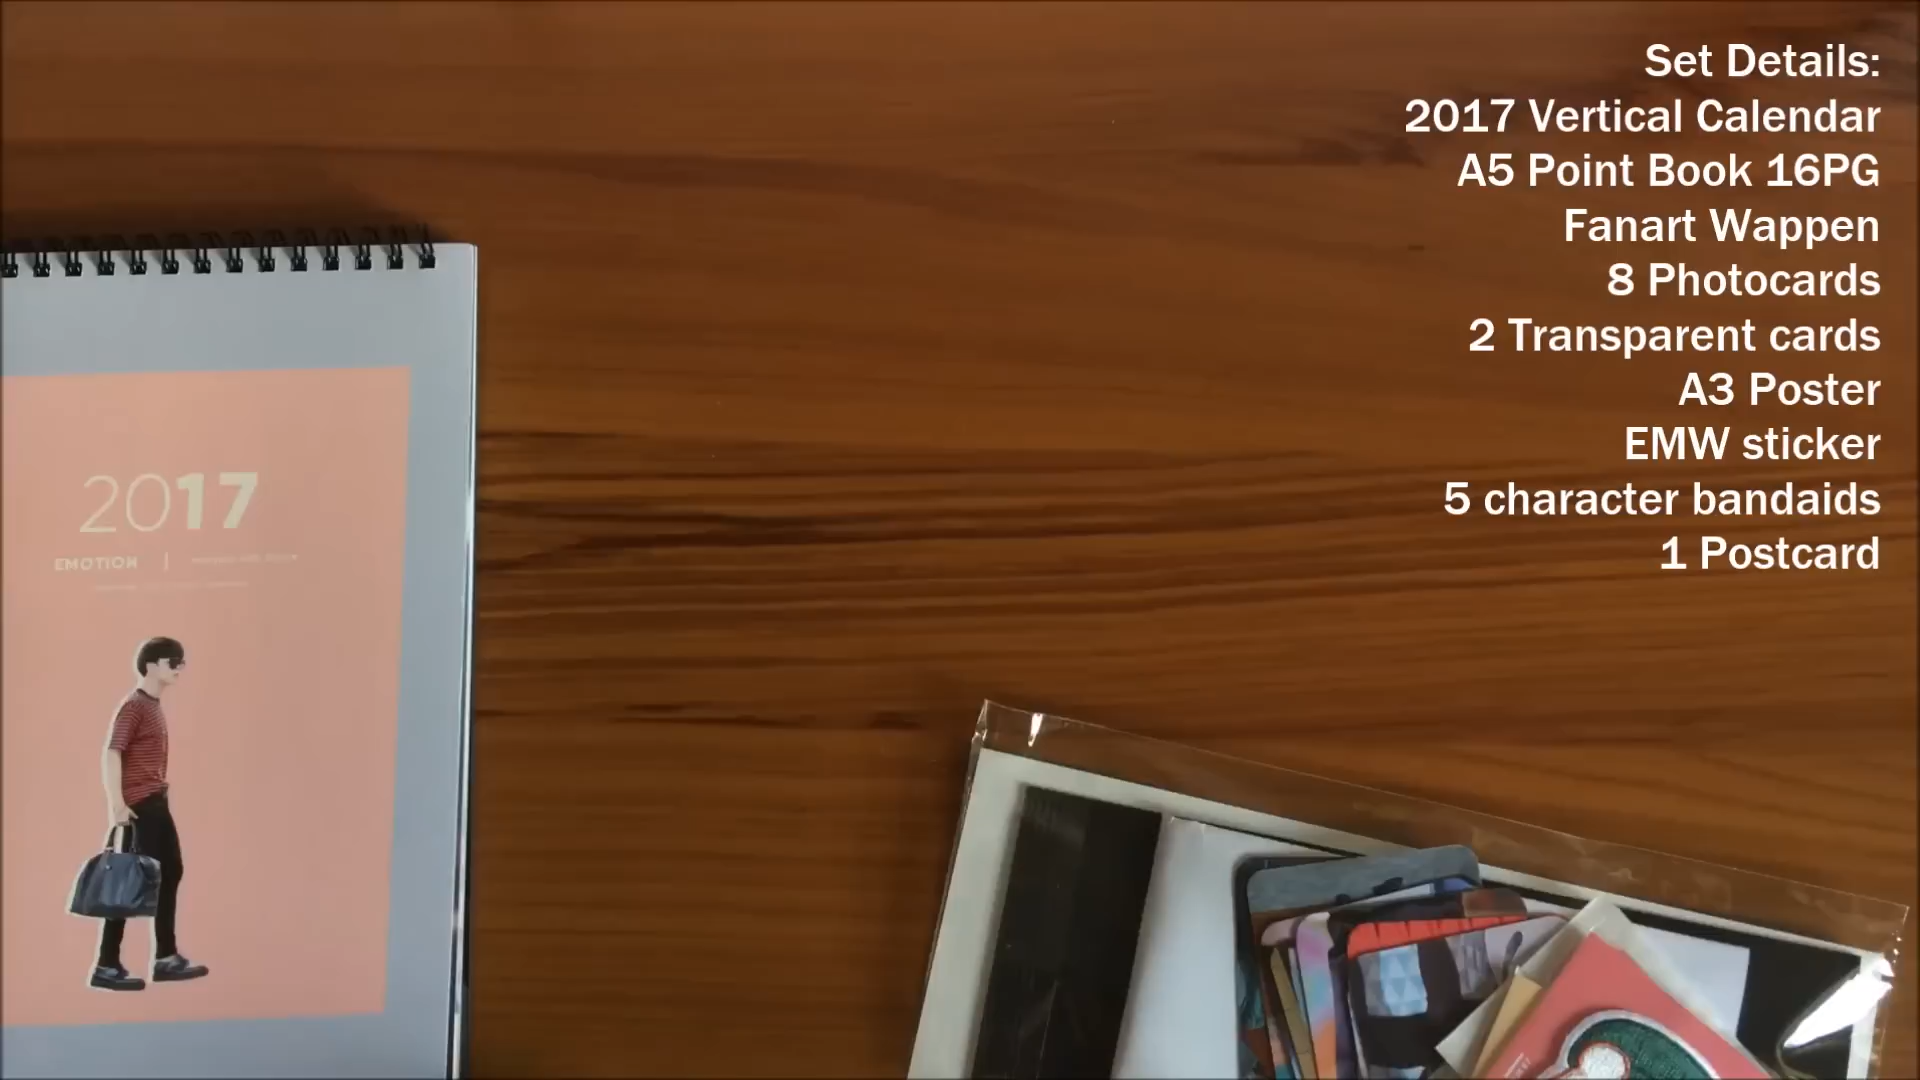 Set Details:
2017 Vertical Calendar
A5 Point Book 16PG
Fanart Wappen
8 Photocards
2 Transparent cards
A3 Poster
EMW sticker
5 character bandaids
1 Postcard
2017
EMOTION |